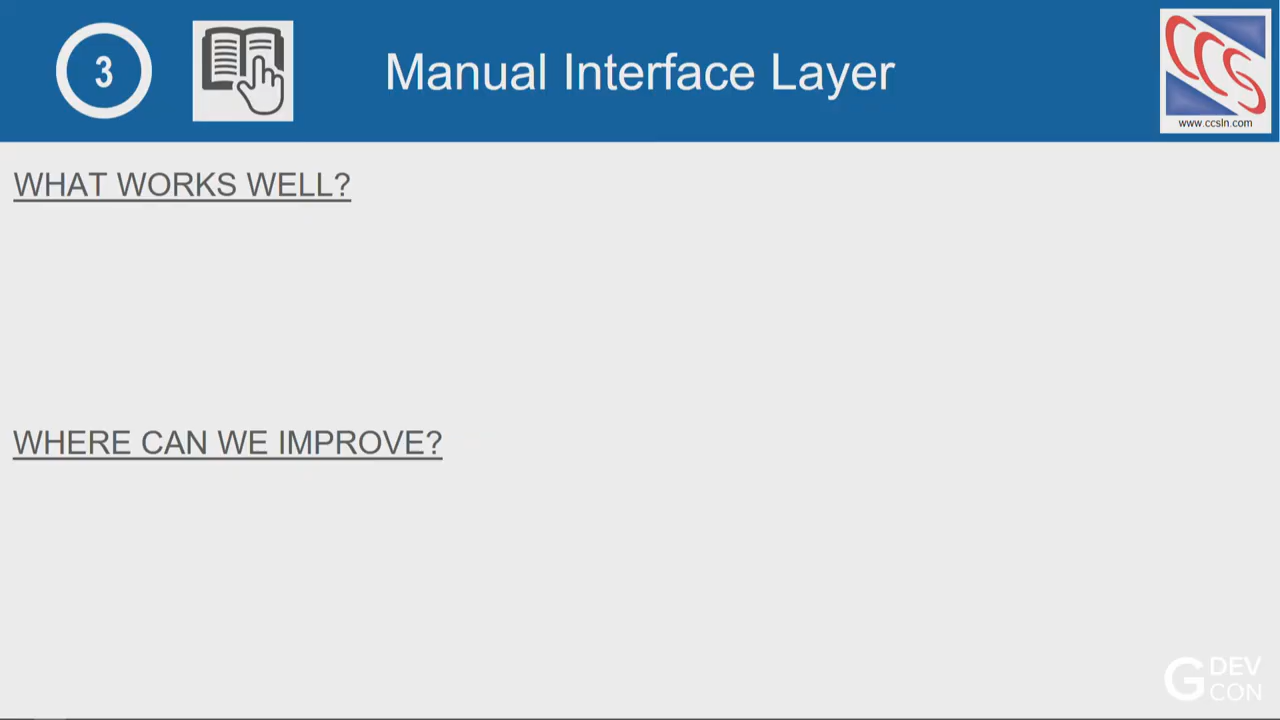 3
Manual Interface Layer
CCS
www.ccsln.com
WHAT WORKS WELL?
WHERE CAN WE IMPROVE?
G DEV
CON